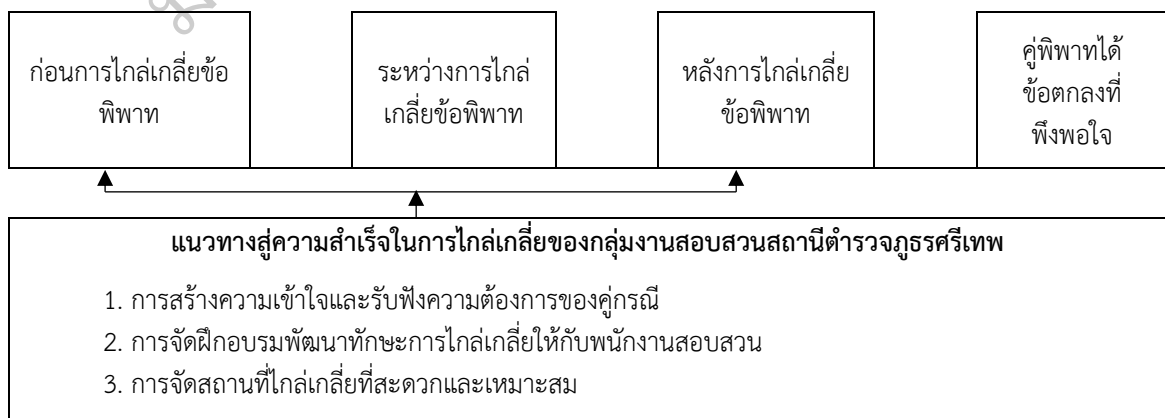 ก่อนการไกล่เกลี่ยข้อ
พิพาท
ระหว่างการไกล่
เกลี่ยข้อพิพาท
หลังการไกล่เกลี่ย
ข้อพิพาท
คู่พิพาทได้
ข้อตกลงที่
พึงพอใจ
แนวทางสู่ความสำเร็จในการไกล่เกลี่ยของกลุ่มงานสอบสวนสถานีตำรวจภูธรศรีเทพ
1. การสร้างความเข้าใจและรับฟังความต้องการของคู่กรณี
2. การจัดฝึกอบรมพัฒนาทักษะการไกล่เกลี่ยให้กับพนักงานสอบสวน
3. การจัดสถานที่ไกล่เกลี่ยที่สะดวกและเหมาะสม